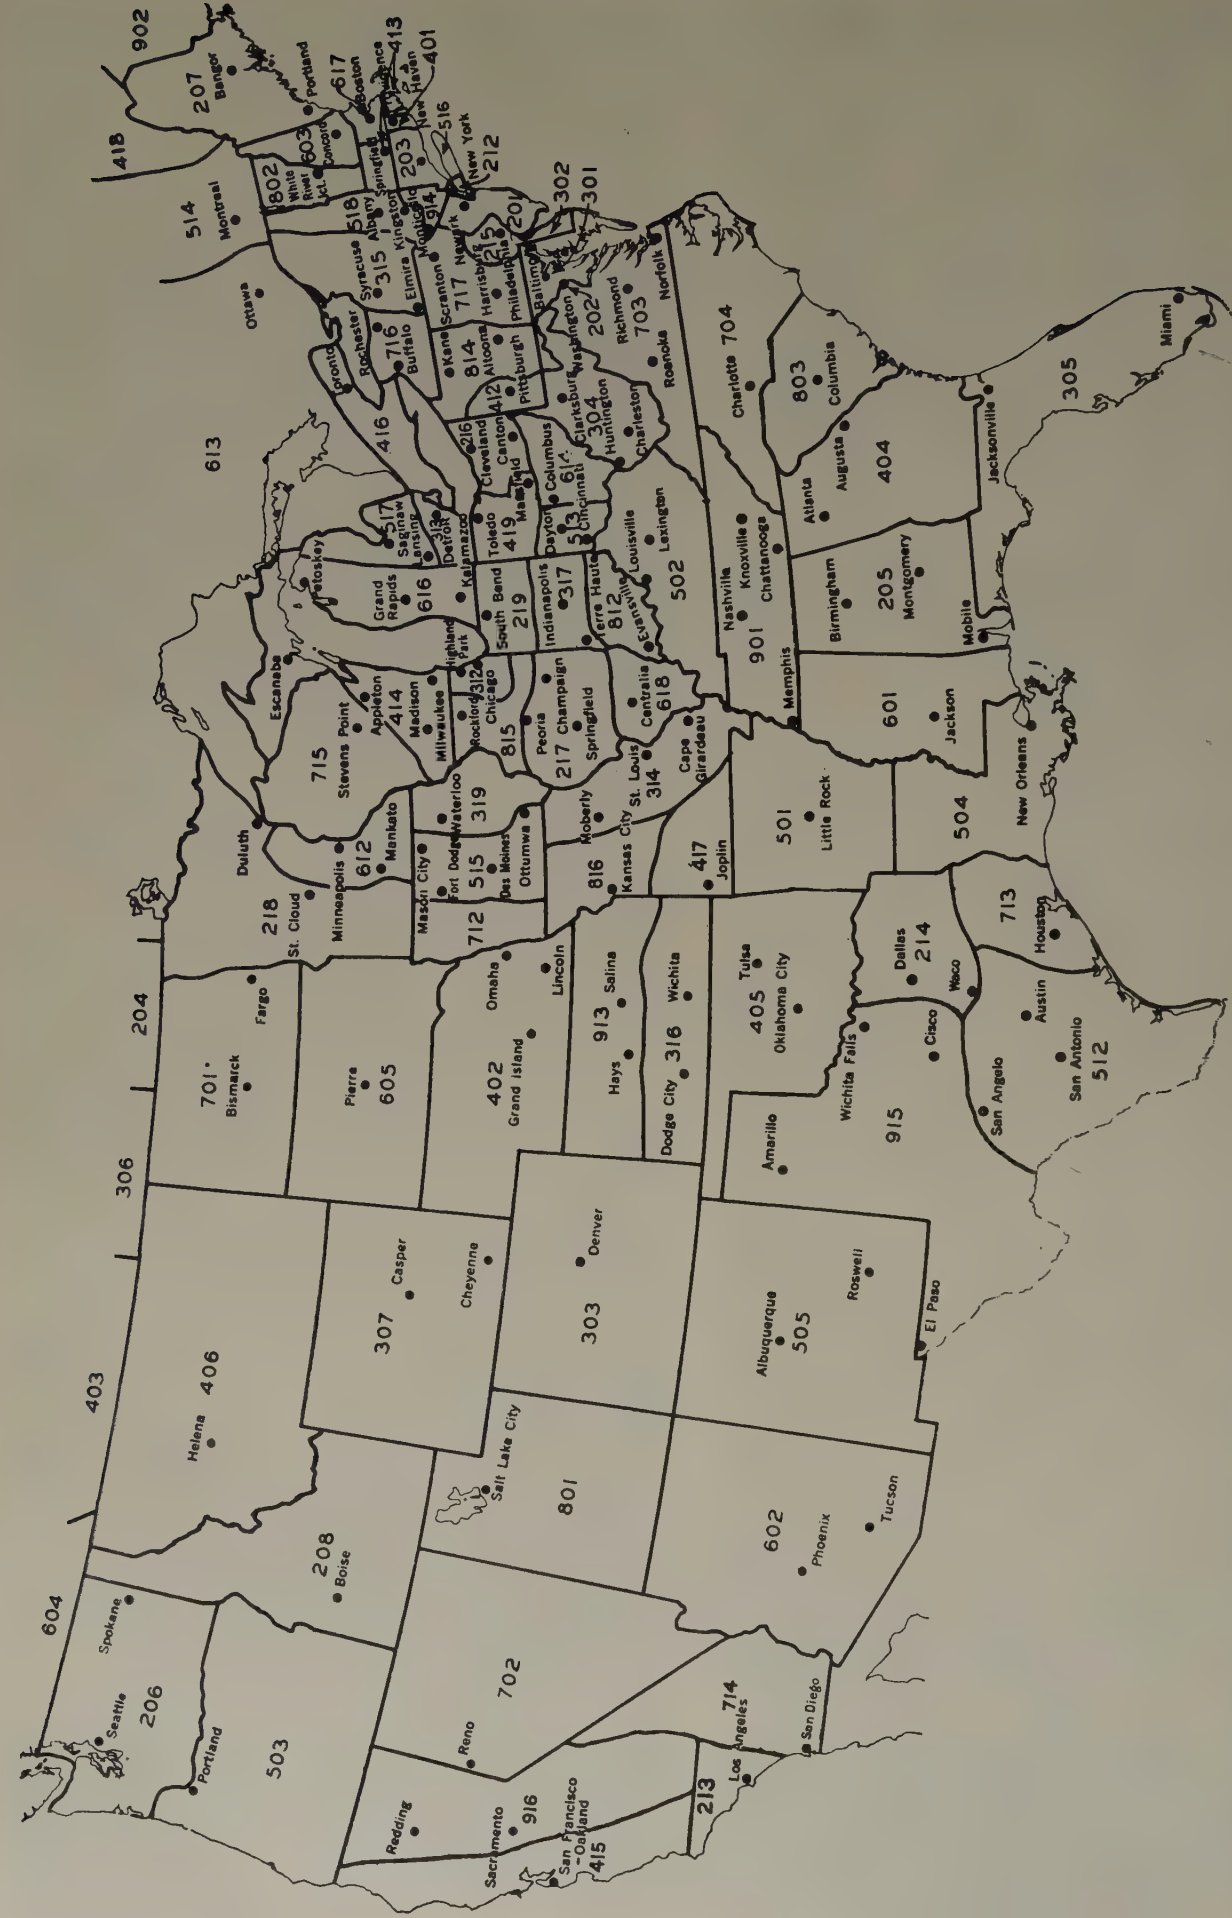 604
403
306
204
613
514
418
902
206
Seattle
Spokane
Portland
503
208
Boise
406
Helena
701
Bismarck
Fargo
218
Duluth
St. Cloud
Minneapolis
612
Mankato
Pierre
605
307
Casper
Cheyenne
402
Omaha
Lincoln
Grand Island
712
Mason City
Fort Dodge
Waterloo
515
319
Des Moines
Ottumwa
715
Stevens Point
Escanaba
Appleton
414
Madison
Milwaukee
Rockford
Highland
Park
312
Chicago
815
Peoria
217
Champaign
Springfield
Centralia
618
Petoskey
Grand
Rapids
616
Kalamazoo
517
Saginaw
Lansing
313
Detroit
South Bend
219
Indianapolis
317
Terre Haute
812
Evansville
Toledo
419
Mansfield
216
Cleveland
Canton
Columbus
614
Dayton
513
Cincinnati
416
Toronto
Ottawa
Montreal
207
Bangor
Portland
603
Concord
802
White
River
Jct.
617
Boston
Providence
413
401
Springfield
New
Haven
203
516
New York
212
518
Albany
Kingston
Monticello
914
Syracuse
315
Elmira
Rochester
716
Buffalo
Newark
201
Scranton
717
Harrisburg
215
Philadelphia
Kane
814
Altoona
412
Pittsburgh
302
301
Baltimore
Washington
202
Richmond
703
Norfolk
Roanoka
Clarksburg
304
Huntington
Charleston
702
Reno
Redding
Sacramento
916
San Francisco
-Oakland
415
213
Los Angeles
714
San Diego
Salt Lake City
801
602
Phoenix
Tucson
303
Denver
Albuquerque
505
Roswell
El Paso
913
Salina
Hays
Wichita
316
Dodge City
816
Kansas City
Moberly
St. Louis
314
Cape
Girardeau
417
Joplin
405
Tulsa
Oklahoma City
501
Little Rock
Amarillo
Wichita Falls
915
Cisco
Dallas
214
Waco
San Angelo
Austin
San Antonio
512
713
Houston
504
New Orleans
601
Jackson
Memphis
901
Nashville
Knoxville
Chattanooga
502
Louisville
Lexington
Birmingham
205
Montgomery
Mobile
Atlanta
Augusta
404
Charlotte
704
803
Columbia
Jacksonville
305
Miami